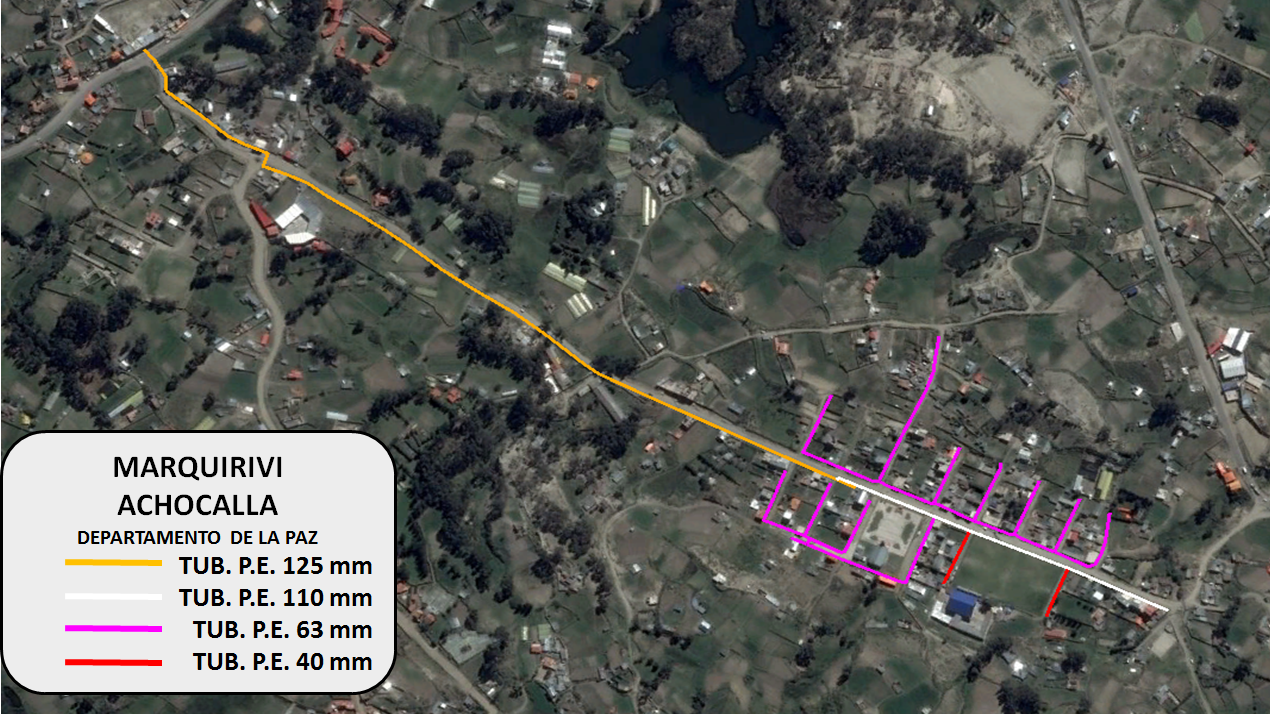 MARQUIRIVI
ACHOCALLA
DEPARTAMENTO DE LA PAZ
TUB. P.E. 125 mm
TUB. P.E. 110 mm
TUB. P.E. 63 mm
TUB. P.E. 40 mm